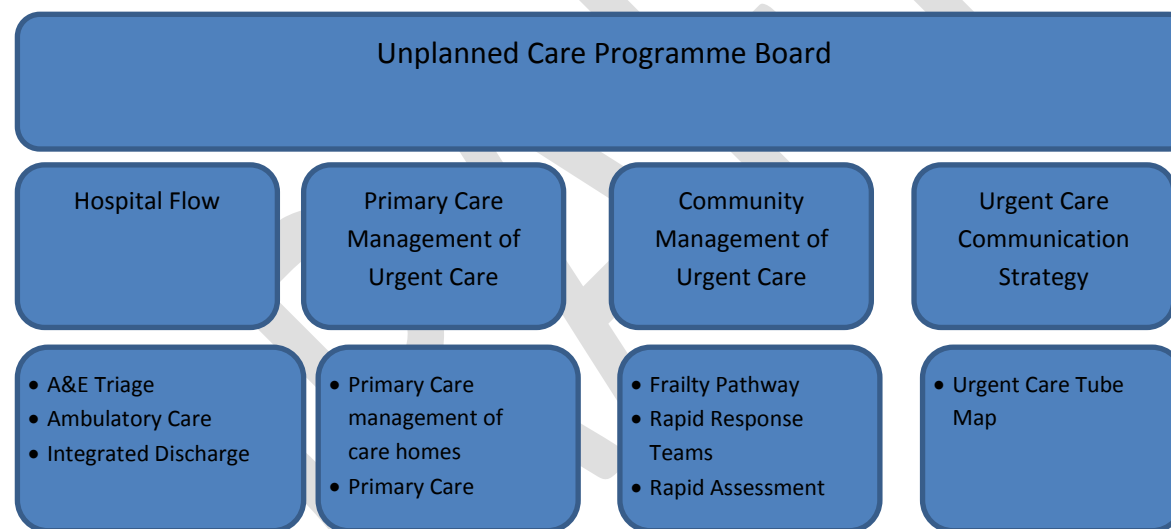 Unplanned Care Programme Board
Hospital Flow
Primary Care
Management of
Urgent Care
Community
Management of
Urgent Care
Urgent Care
Communication
Strategy
• A&E Triage
• Ambulatory Care
• Integrated Discharge
• Primary Care
management of
care homes
• Primary Care
• Frailty Pathway
• Rapid Response
Teams
• Rapid Assessment
• Urgent Care Tube
Map